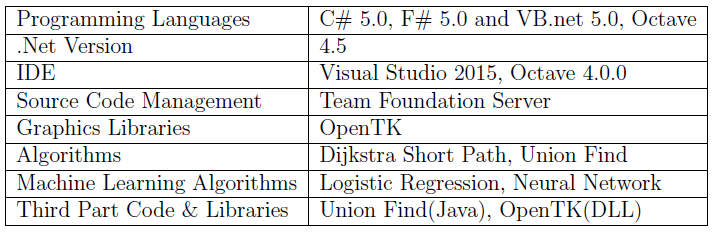 Programming Languages C# 5.0, F# 5.0 and VB.net 5.0, Octave
.Net Version 4.5
IDE Visual Studio 2015, Octave 4.0.0
Source Code Management Team Foundation Server
Graphics Libraries OpenTK
Algorithms Dijkstra Short Path, Union Find
Machine Learning Algorithms Logistic Regression, Neural Network
Third Part Code & Libraries Union Find(Java), OpenTK(DLL)